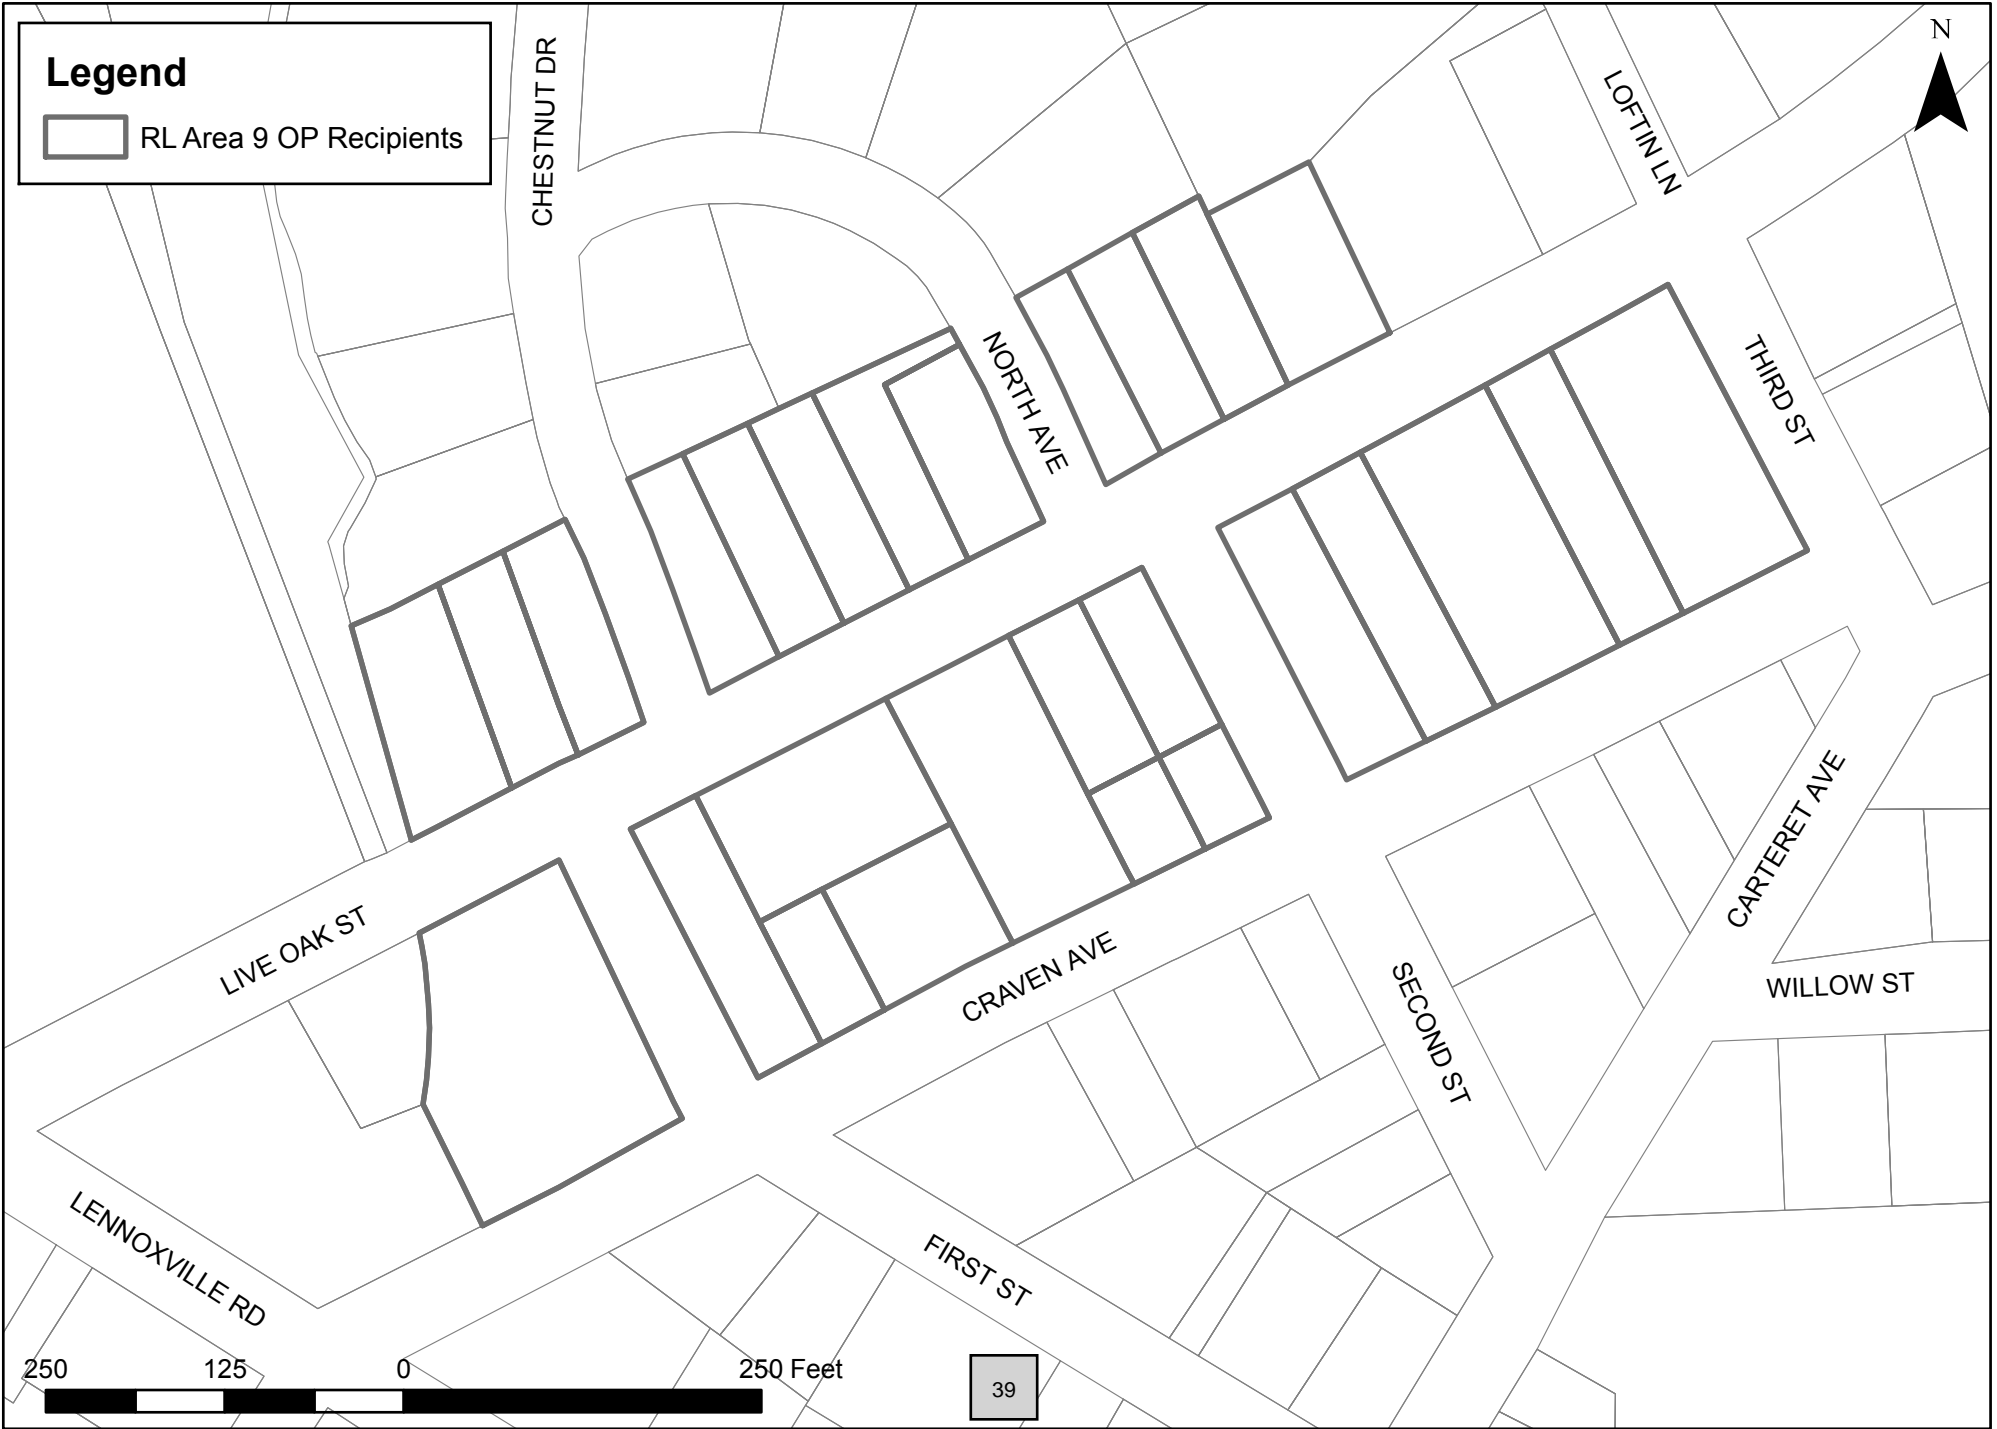 Legend
RL Area 9 OP Recipients
CHESTNUT DR
LOFTIN LN
N
NORTH AVE
THIRD ST
LIVE OAK ST
CRAVEN AVE
SECOND ST
CARTERET AVE
WILLOW ST
LENNOXVILLE RD
FIRST ST
250 125 0 250 Feet
39